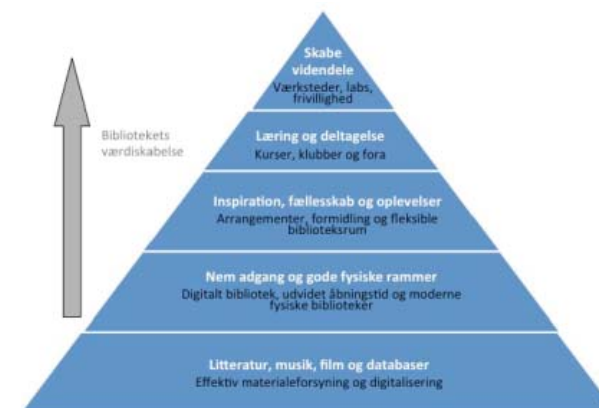 Skabe
videndele
Værksteder, labs,
frivillighed
Bibliotekets
værdiskabelse
Læring og deltagelse
Kurser, klubber og fora
Inspiration, fællesskab og oplevelser
Arrangementer, formidling og fleksible
biblioteksrum
Nem adgang og gode fysiske rammer
Digitalt bibliotek, udvidet åbningstid og moderne
fysiske biblioteker
Litteratur, musik, film og databaser
Effektiv materialeforsyning og digitalisering